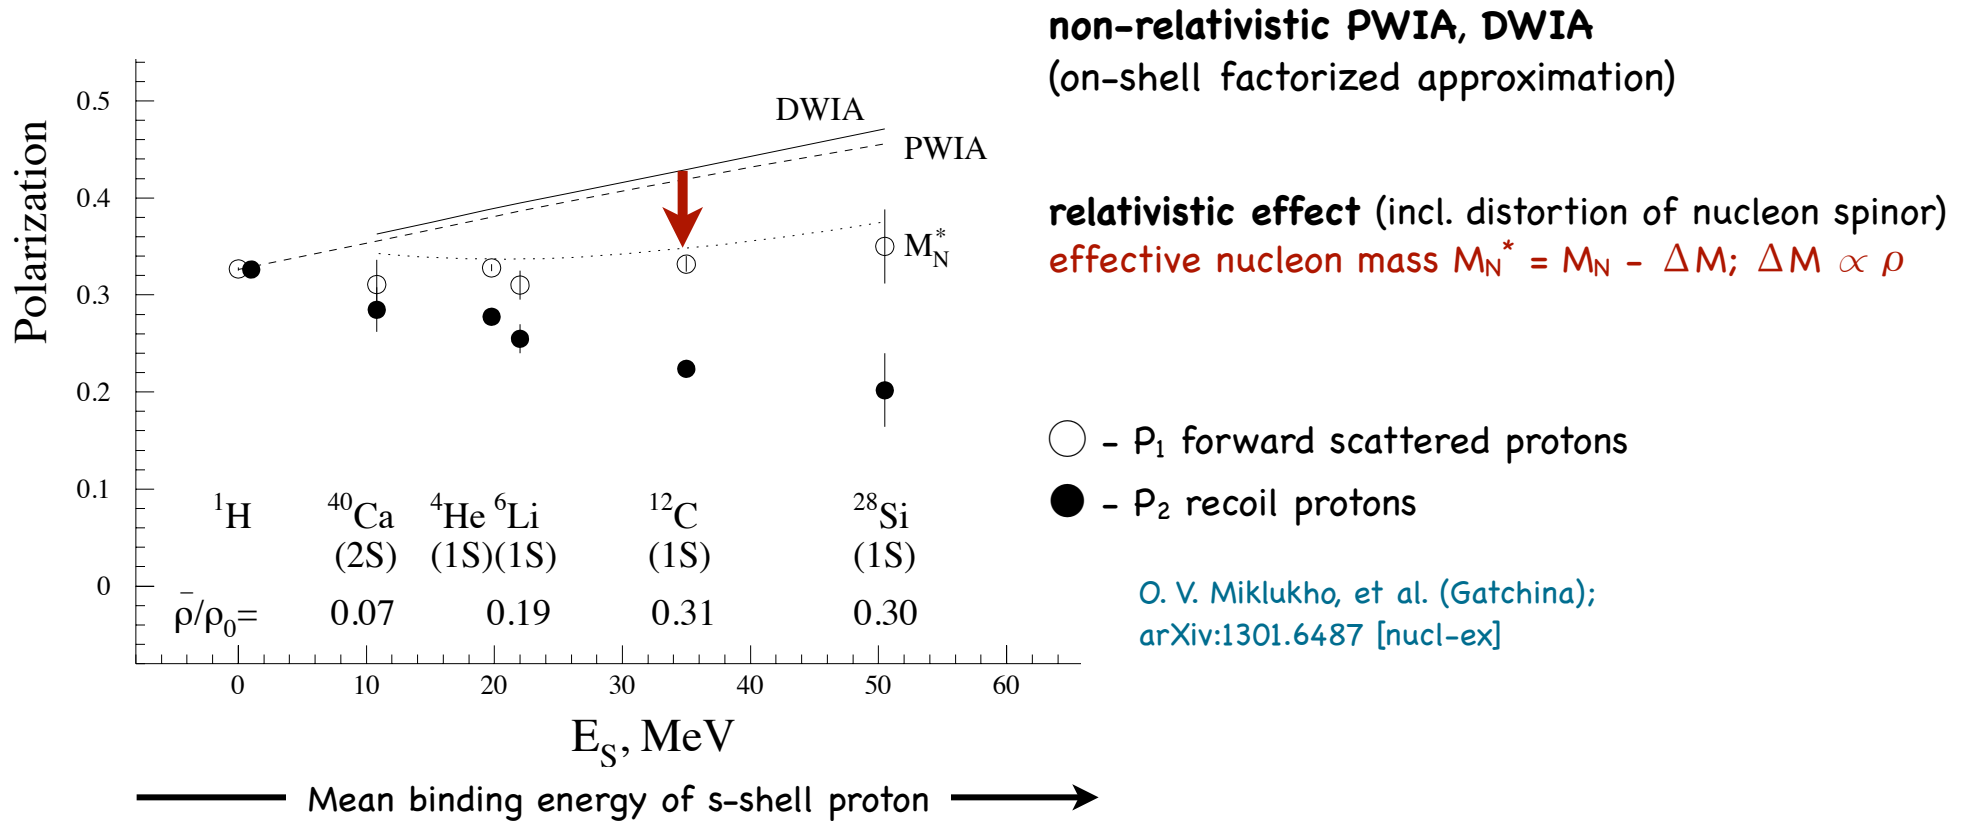 non-relativistic PWIA, DWIA
(on-shell factorized approximation)
relativistic effect (incl. distortion of nucleon spinor)
effective nucleon mass M_N^* = M_N - ΔM; ΔM ∝ ρ
- P₁ forward scattered protons
- P₂ recoil protons
O. V. Miklukho, et al. (Gatchina);
arXiv:1301.6487 [nucl-ex]
Polarization
0.5
0.4
0.3
0.2
0.1
0
DWIA
PWIA
M_N^*
¹H ⁴⁰Ca ⁴He ⁶Li ¹²C ²⁸Si
(2S) (1S)(1S) (1S) (1S)
ρ̄/ρ₀= 0.07 0.19 0.31 0.30
0 10 20 30 40 50 60
E_S, MeV
Mean binding energy of s-shell proton